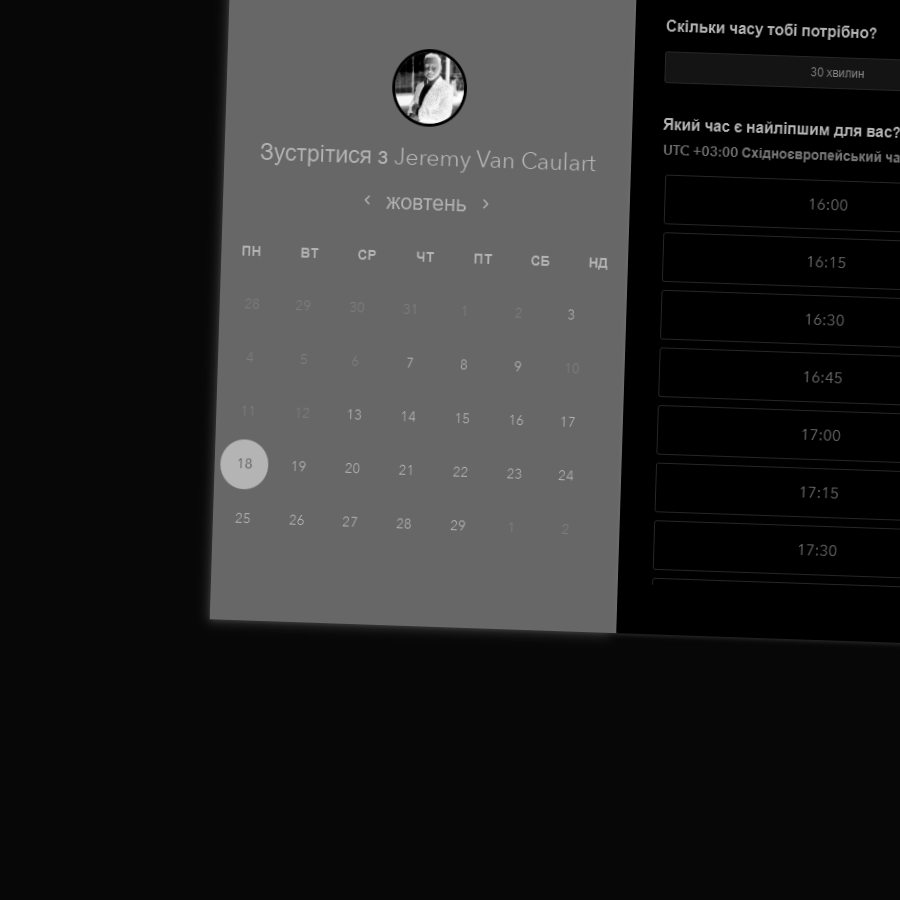 Зустрітися з Jeremy Van Caulart
‹ жовтень ›
ПН ВТ СР ЧТ ПТ СБ НД
28 29 30 31 1 2 3
4 5 6 7 8 9 10
11 12 13 14 15 16 17
18 19 20 21 22 23 24
25 26 27 28 29 1 2
Скільки часу тобі потрібно?
30 хвилин
Який час є найліпшим для вас?
UTC +03:00 Східноєвропейський
16:00
16:15
16:30
16:45
17:00
17:15
17:30